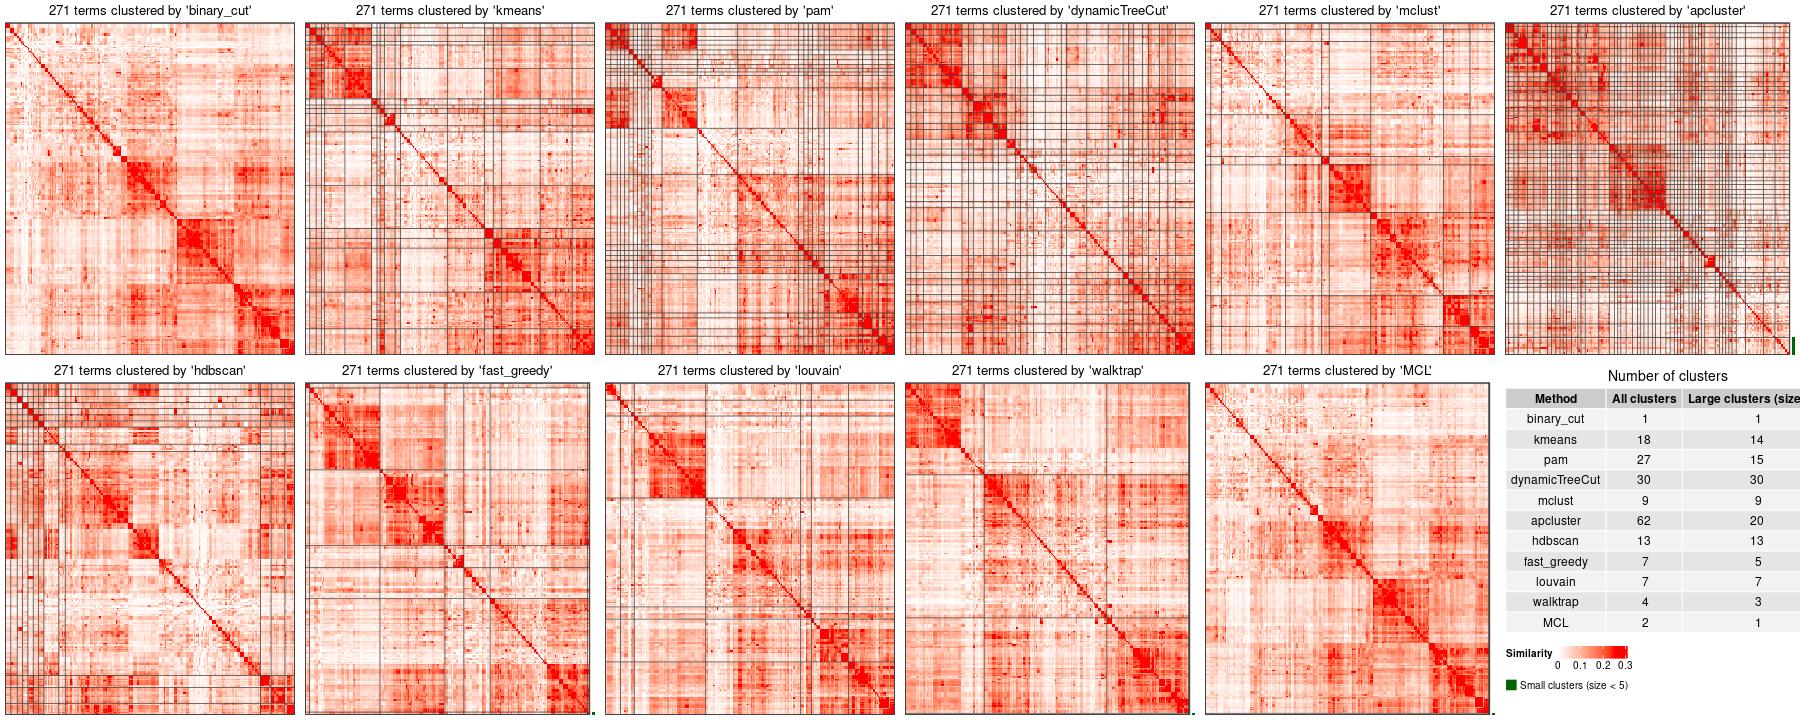 271 terms clustered by 'binary_cut'
271 terms clustered by 'kmeans'
271 terms clustered by 'pam'
271 terms clustered by 'dynamicTreeCut'
271 terms clustered by 'mclust'
271 terms clustered by 'apcluster'
271 terms clustered by 'hdbscan'
271 terms clustered by 'fast_greedy'
271 terms clustered by 'louvain'
271 terms clustered by 'walktrap'
271 terms clustered by 'MCL'
Number of clusters
Method All clusters Large clusters (size
binary_cut 1 1
kmeans 18 14
pam 27 15
dynamicTreeCut 30 30
mclust 9 9
apcluster 62 20
hdbscan 13 13
fast_greedy 7 5
louvain 7 7
walktrap 4 3
MCL 2 1
Similarity
0 0.1 0.2 0.3
Small clusters (size < 5)